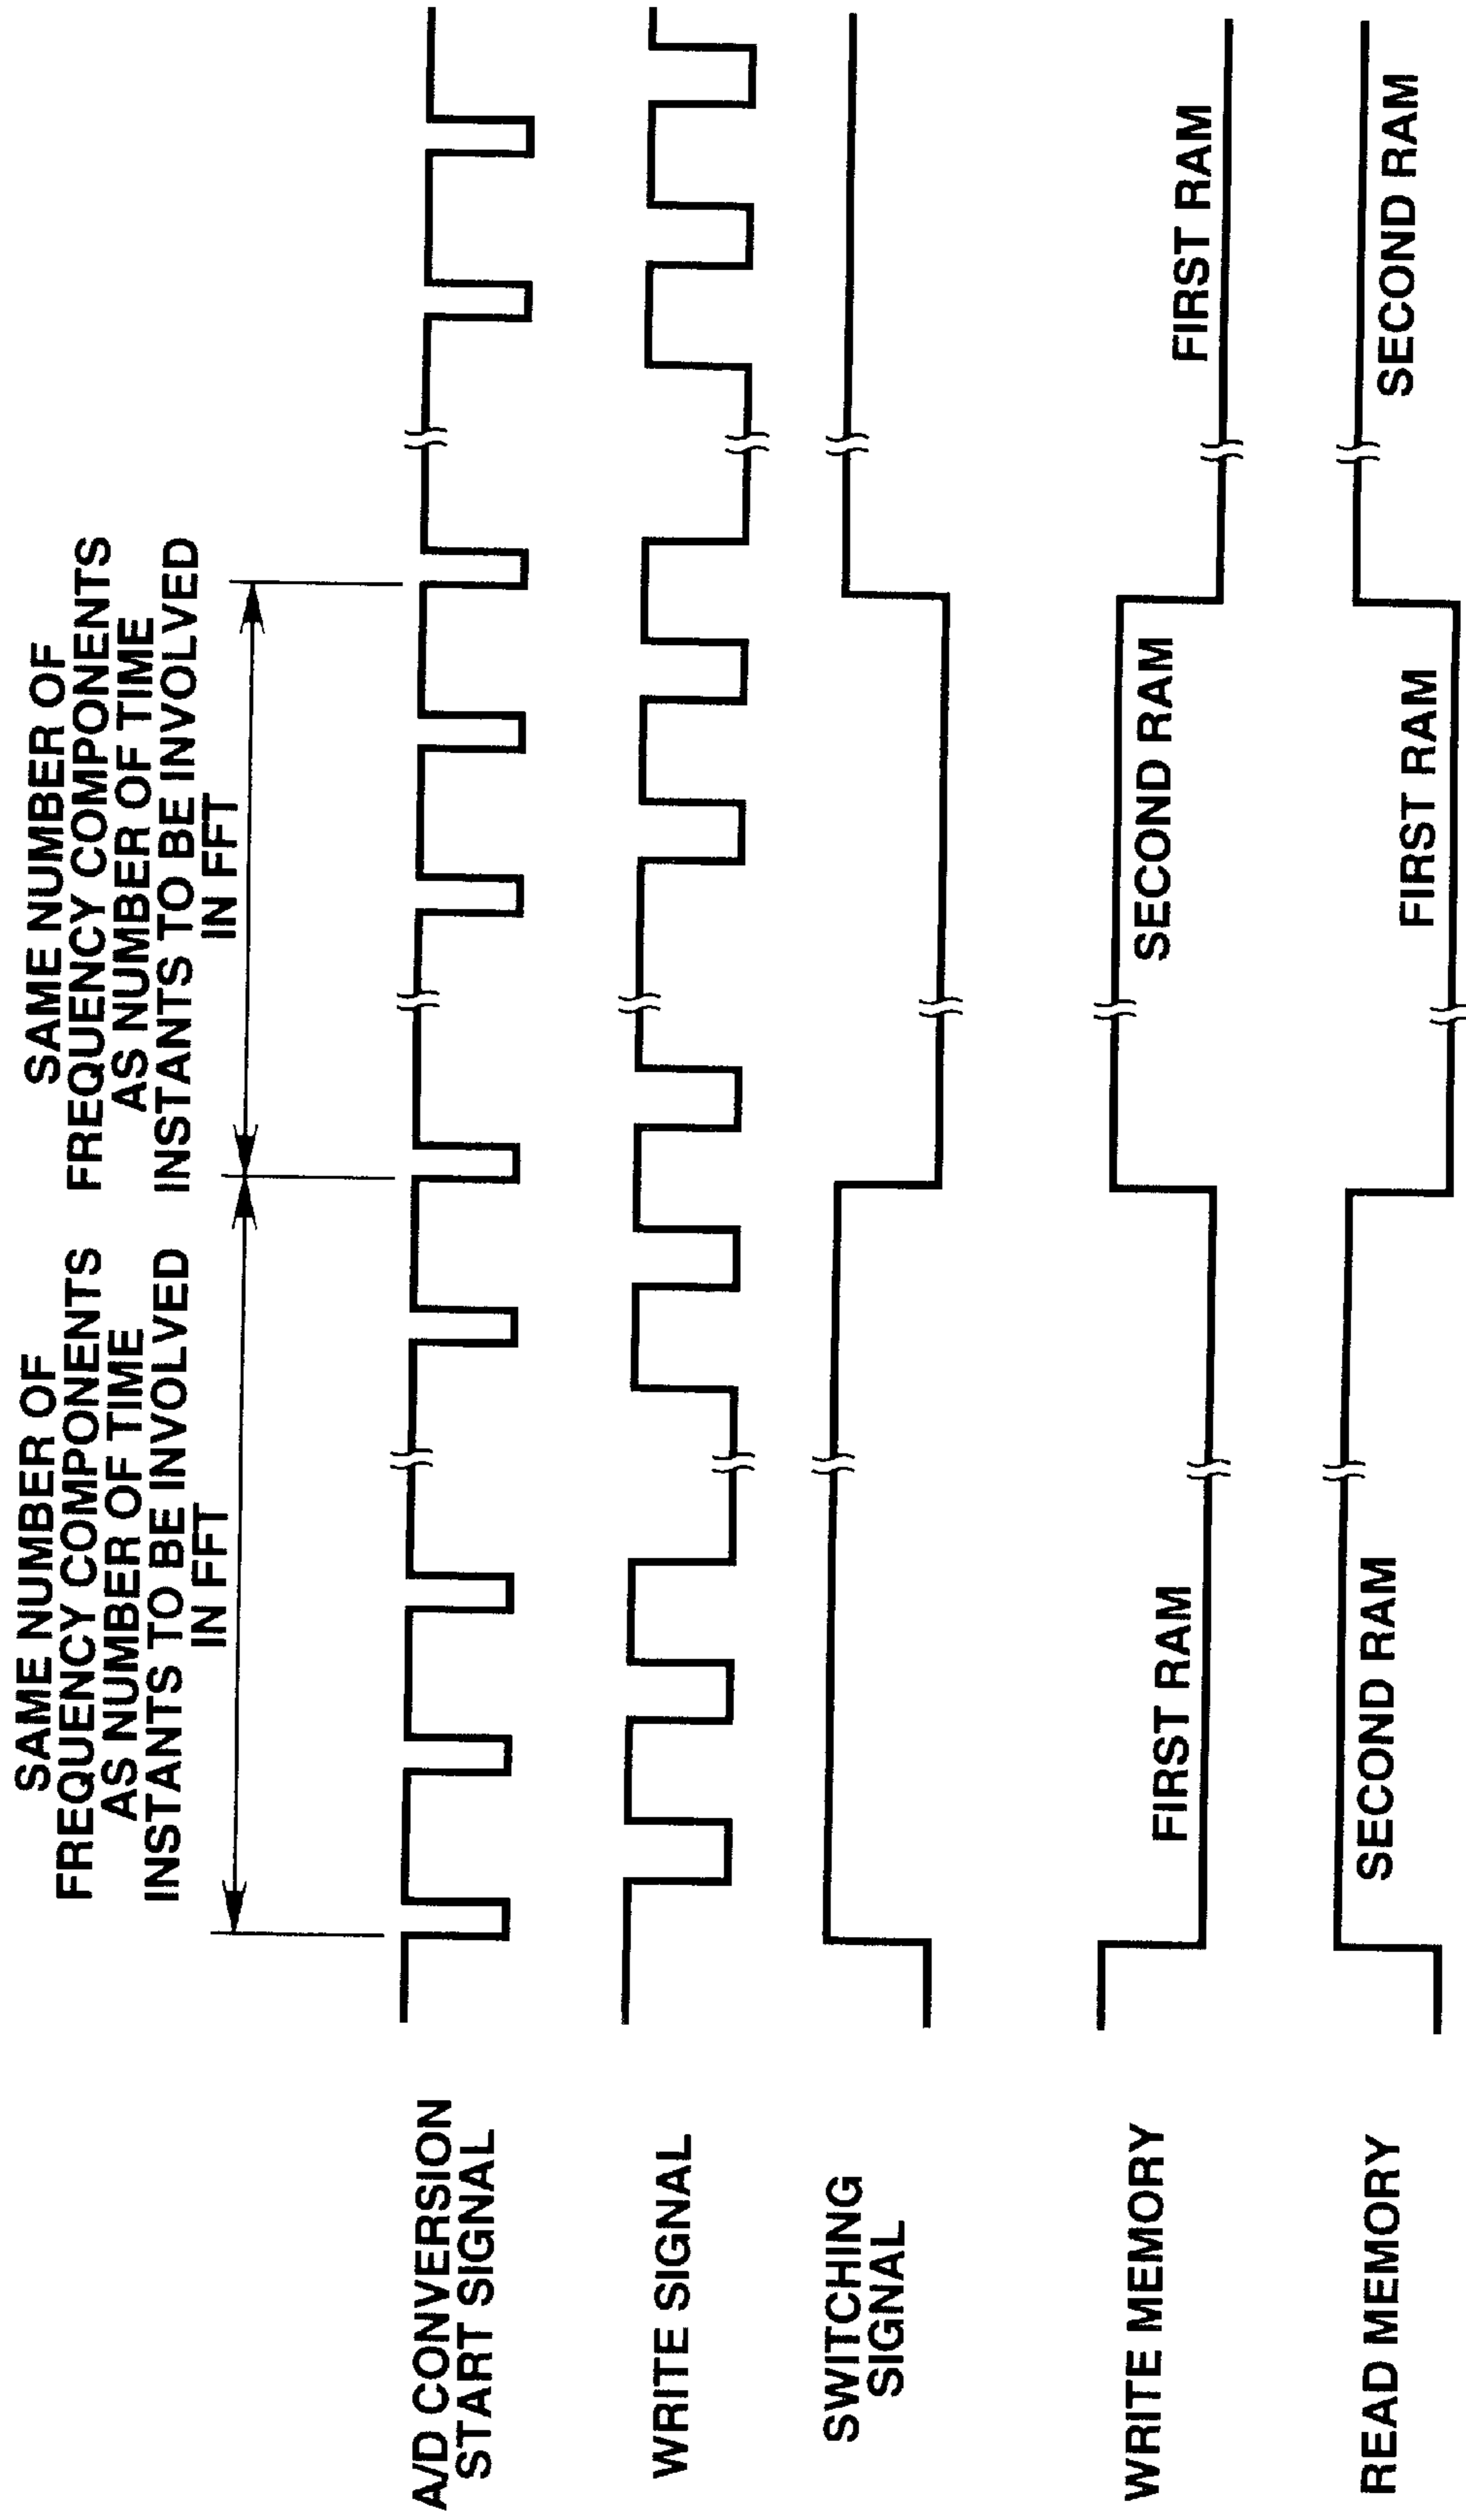 SAME NUMBER OF
FREQUENCY COMPONENTS
AS NUMBER OF TIME
INSTANTS TO BE INVOLVED
IN FFT
SAME NUMBER OF
FREQUENCY COMPONENTS
AS NUMBER OF TIME
INSTANTS TO BE INVOLVED
IN FFT
A/D CONVERSION
START SIGNAL
WRITE SIGNAL
SWITCHING
SIGNAL
WRITE MEMORY
FIRST RAM
SECOND RAM
FIRST RAM
READ MEMORY
SECOND RAM
FIRST RAM
SECOND RAM